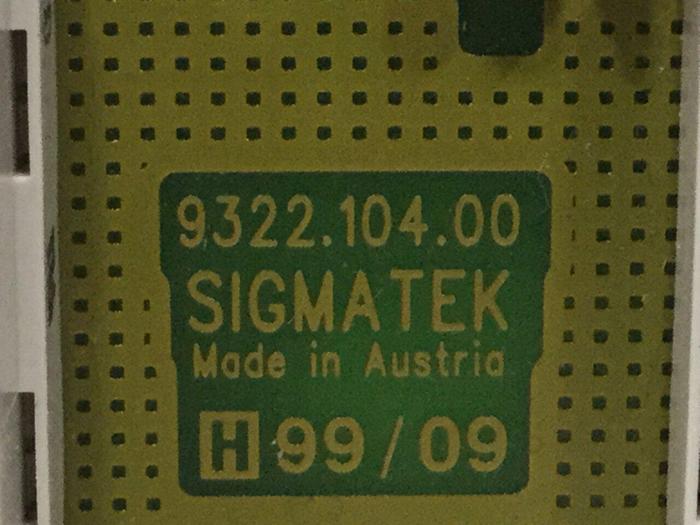 9322.104.00
SIGMATEK
Made in Austria
H 99/09